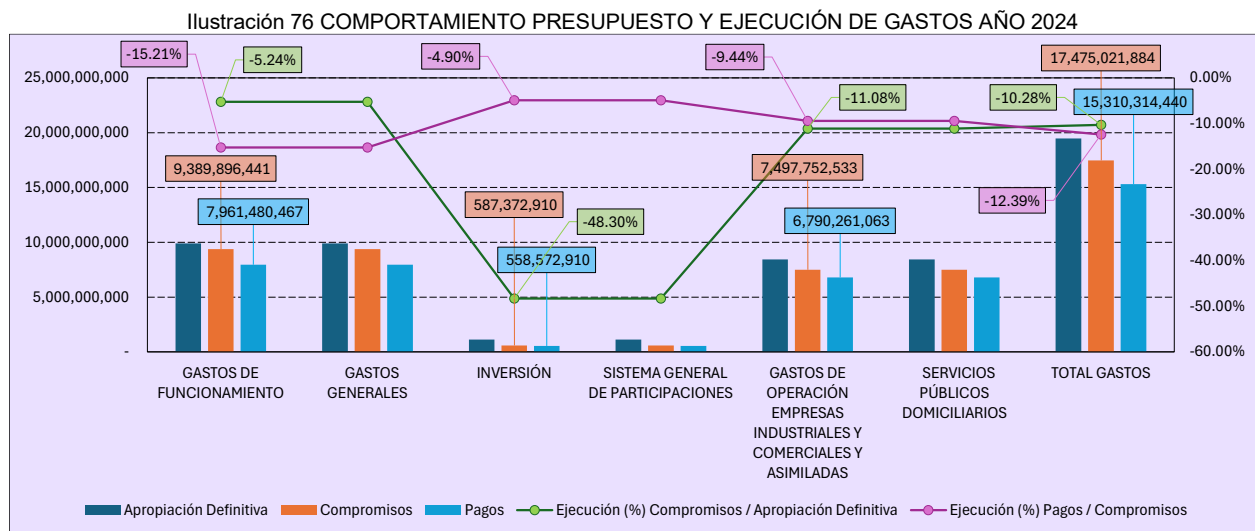 Ilustración 76 COMPORTAMIENTO PRESUPUESTO Y EJECUCIÓN DE GASTOS AÑO 2024
-15.21%
-5.24%
-4.90%
-9.44%
-11.08%
17,475,021,884
-10.28%
15,310,314,440
25,000,000,000
20,000,000,000
15,000,000,000
10,000,000,000
5,000,000,000
-
9,389,896,441
7,961,480,467
587,372,910
558,572,910
-48.30%
7,497,752,533
6,790,261,063
-12.39%
0.00%
-10.00%
-20.00%
-30.00%
-40.00%
-50.00%
-60.00%
GASTOS DE
FUNCIONAMIENTO
GASTOS
GENERALES
INVERSIÓN
SISTEMA GENERAL
DE PARTICIPACIONES
GASTOS DE
OPERACIÓN
EMPRESAS
INDUSTRIALES Y
COMERCIALES Y
ASIMILADAS
SERVICIOS
PÚBLICOS
DOMICILIARIOS
TOTAL GASTOS
Apropiación Definitiva
Compromisos
Pagos
Ejecución (%) Compromisos / Apropiación Definitiva
Ejecución (%) Pagos / Compromisos